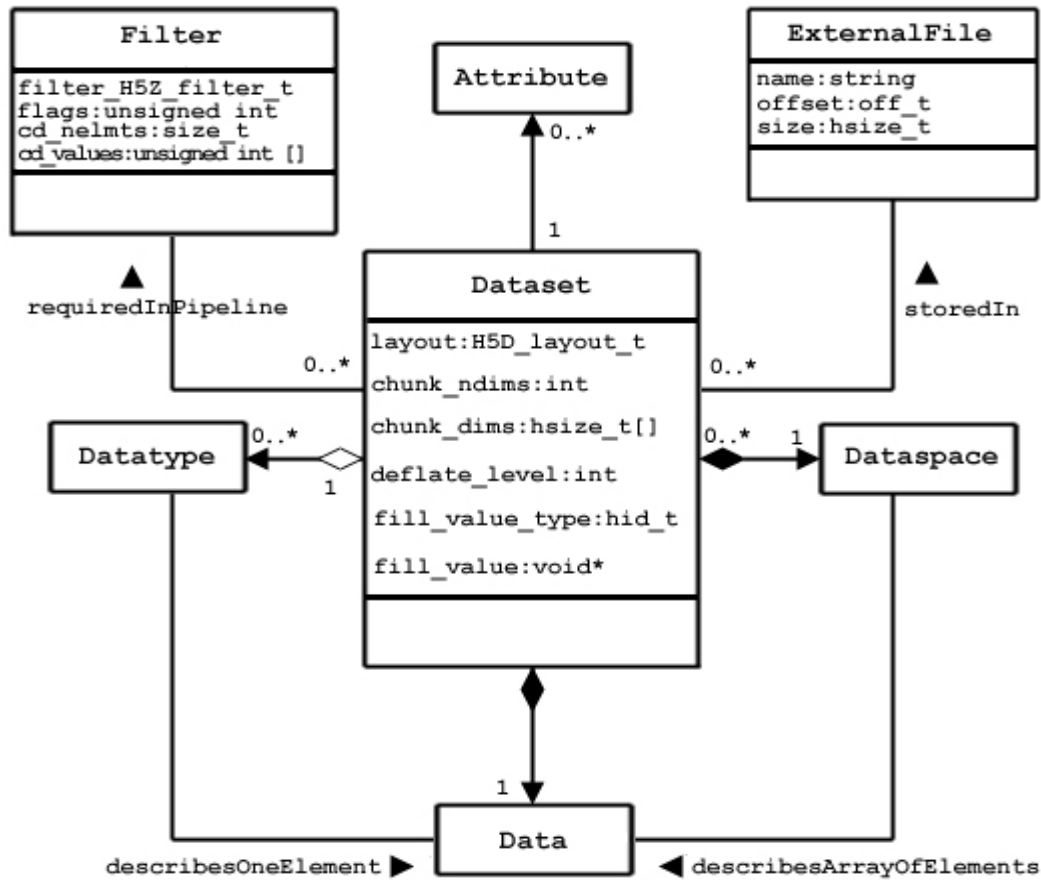 Filter
filter_H5Z_filter_t
flags:unsigned int
cd_nelmts:size_t
cd_values:unsigned int []
Attribute
0..*
1
ExternalFile
name:string
offset:off_t
size:hsize_t
requiredInPipeline
0..*
storedIn
0..*
Dataset
layout:H5D_layout_t
chunk_ndims:int
chunk_dims:hsize_t[]
deflate_level:int
fill_value_type:hid_t
fill_value:void*
Datatype
0..*
1
0..*
1
Dataspace
1
Data
describesOneElement
describesArrayOfElements